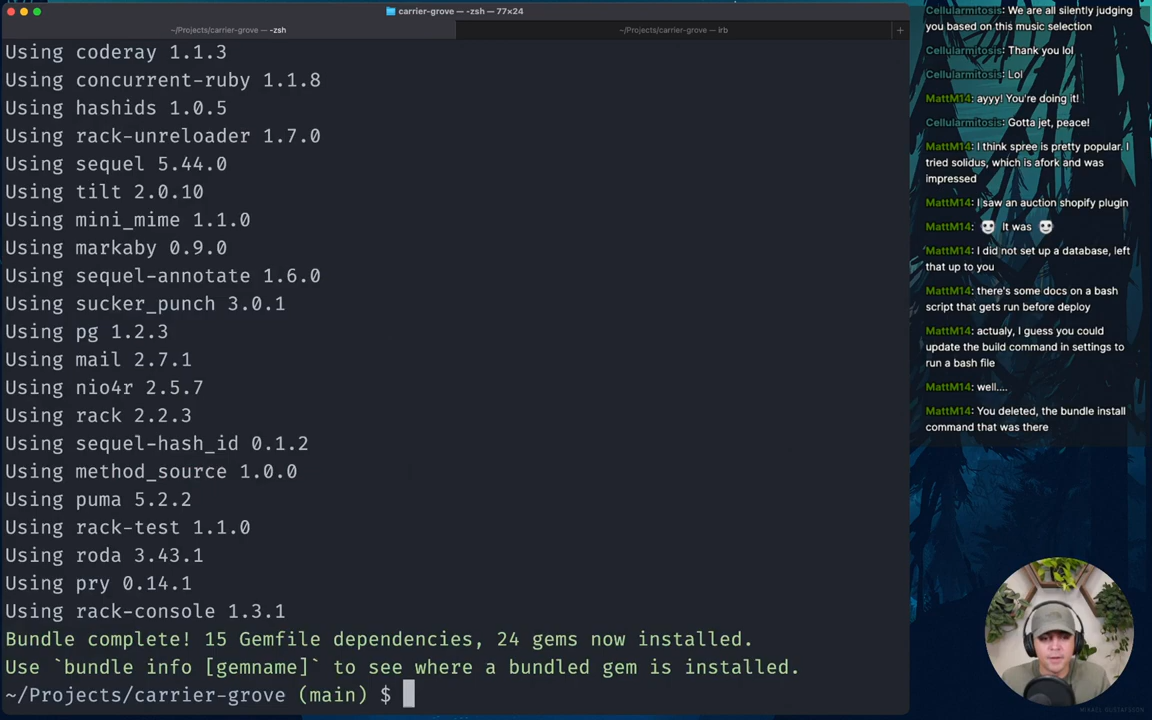 carrier-grove — -zsh — 77×24
~/Projects/carrier-grove — -zsh
~/Projects/carrier-grove — irb
+
Using coderay 1.1.3
Using concurrent-ruby 1.1.8
Using hashids 1.0.5
Using rack-unreloader 1.7.0
Using sequel 5.44.0
Using tilt 2.0.10
Using mini_mime 1.1.0
Using markaby 0.9.0
Using sequel-annotate 1.6.0
Using sucker_punch 3.0.1
Using pg 1.2.3
Using mail 2.7.1
Using nio4r 2.5.7
Using rack 2.2.3
Using sequel-hash_id 0.1.2
Using method_source 1.0.0
Using puma 5.2.2
Using rack-test 1.1.0
Using roda 3.43.1
Using pry 0.14.1
Using rack-console 1.3.1
Bundle complete! 15 Gemfile dependencies, 24 gems now installed.
Use `bundle info [gemname]` to see where a bundled gem is installed.
~/Projects/carrier-grove (main) $
Cellularmitosis: We are all silently judging
you based on this music selection
Cellularmitosis: Thank you lol
Cellularmitosis: Lol
MattM14: ayyy! You're doing it!
Cellularmitosis: Gotta jet, peace!
MattM14: I think spree is pretty popular. I
tried solidus, which is afork and was
impressed
MattM14: I saw an auction shopify plugin
MattM14: It was
MattM14: I did not set up a database, left
that up to you
MattM14: there's some docs on a bash
script that gets run before deploy
MattM14: actualy, I guess you could
update the build command in settings to
run a bash file
MattM14: well....
MattM14: You deleted, the bundle install
command that was there
MIKAEL GUSTAFSSON